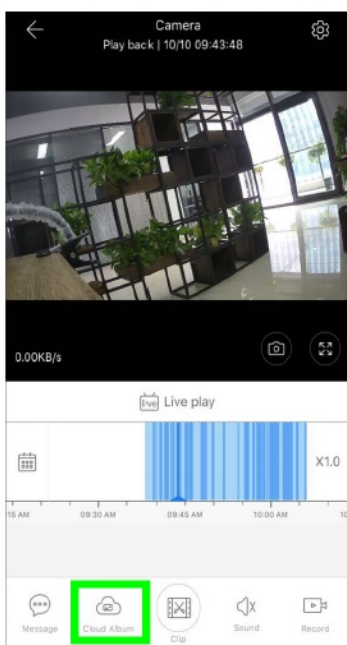 Camera
Play back | 10/10 09:43:48
0.00KB/s
Live play
X1.0
:15 AM 09:30 AM 09:45 AM 10:00 AM 10
Message Cloud Album Clip Sound Record